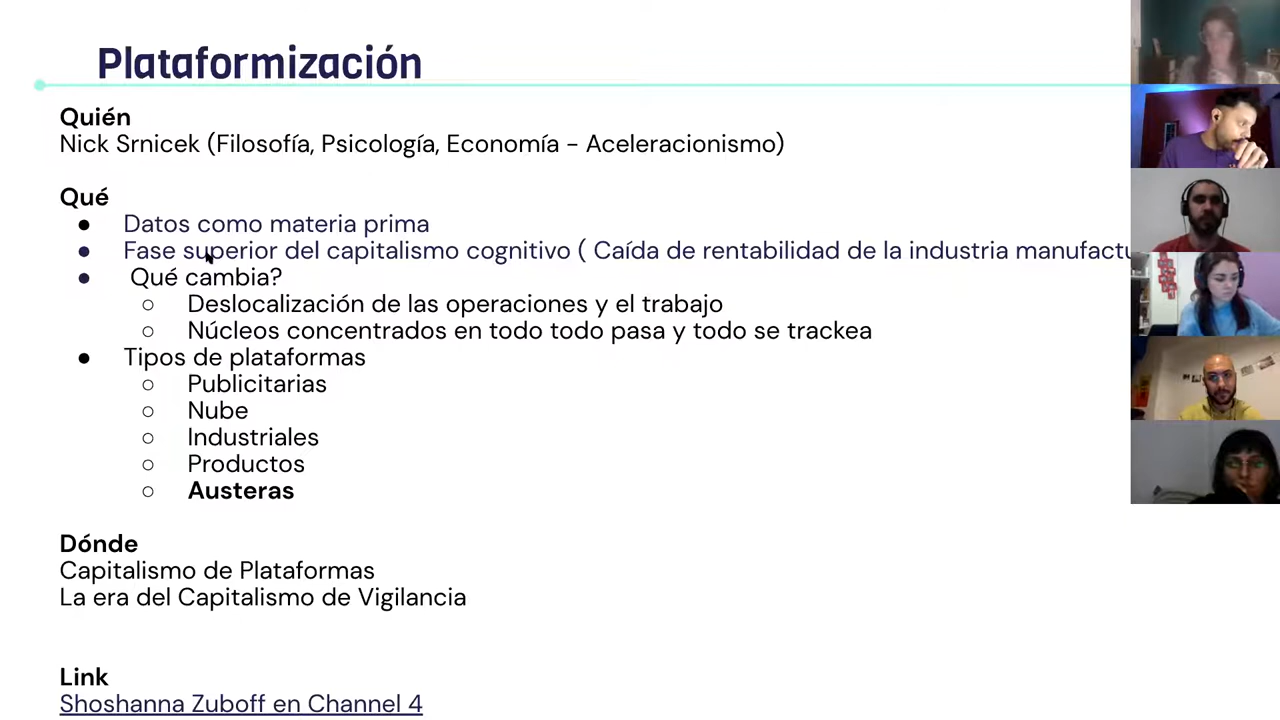 Plataformización
Quién
Nick Srnicek (Filosofía, Psicología, Economía - Aceleracionismo)
Qué
● Datos como materia prima
● Fase superior del capitalismo cognitivo ( Caída de rentabilidad de la industria manufactu
● Qué cambia?
○ Deslocalización de las operaciones y el trabajo
○ Núcleos concentrados en todo todo pasa y todo se trackea
● Tipos de plataformas
○ Publicitarias
○ Nube
○ Industriales
○ Productos
○ Austeras
Dónde
Capitalismo de Plataformas
La era del Capitalismo de Vigilancia
Link
Shoshanna Zuboff en Channel 4